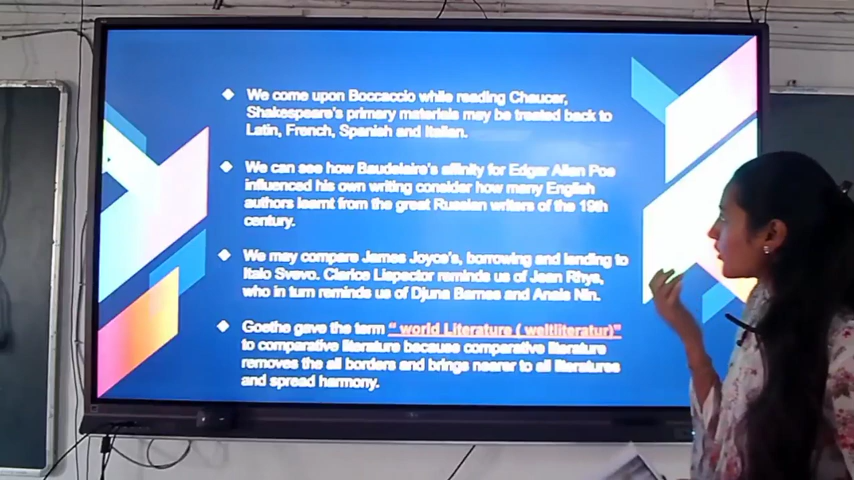 We come upon Boccaccio while reading Chaucer,
Shakespeare's primary materials may be treated back to
Latin, French, Spanish and Italian.
We can see how Baudelaire's affinity for Edgar Allen Poe
influenced his own writing consider how many English
authors learnt from the great Russian writers of the 19th
century.
We may compare James Joyce's, borrowing and lending to
Italo Svevo. Clarice Lispector reminds us of Jean Rhys,
who in turn reminds us of Djuna Barnes and Anais Nin.
Goethe gave the term “ world Literature ( weltliteratur)”
to comparative literature because comparative literature
removes the all borders and brings nearer to all literatures
and spread harmony.